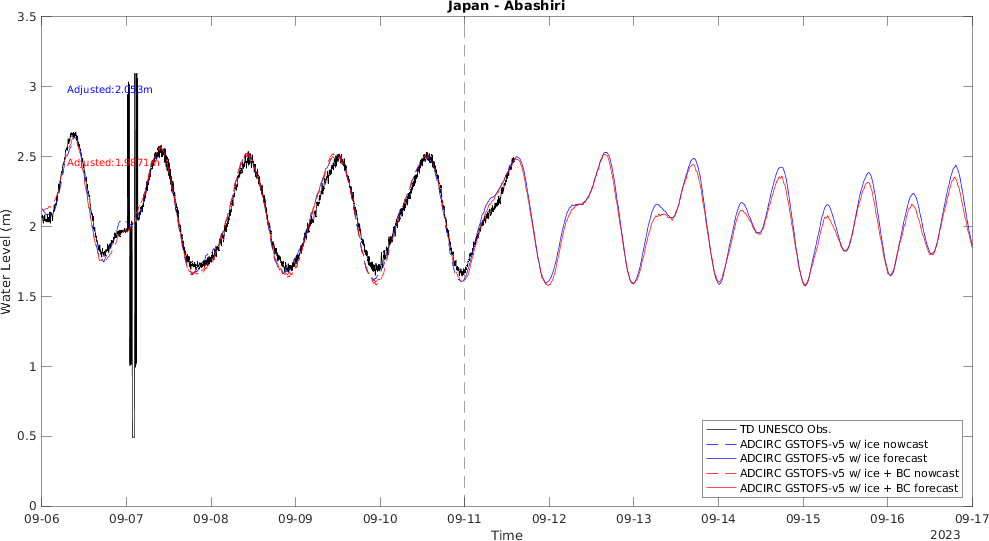 Japan - Abashiri
3.5
3
2.5
2
1.5
1
0.5
0
Water Level (m)
Adjusted:2.053m
Adjusted:1.9871m
TD UNESCO Obs.
ADCIRC GSTOFS-v5 w/ ice nowcast
ADCIRC GSTOFS-v5 w/ ice forecast
ADCIRC GSTOFS-v5 w/ ice + BC nowcast
ADCIRC GSTOFS-v5 w/ ice + BC forecast
09-06 09-07 09-08 09-09 09-10 09-11 09-12 09-13 09-14 09-15 09-16 09-17
Time
2023